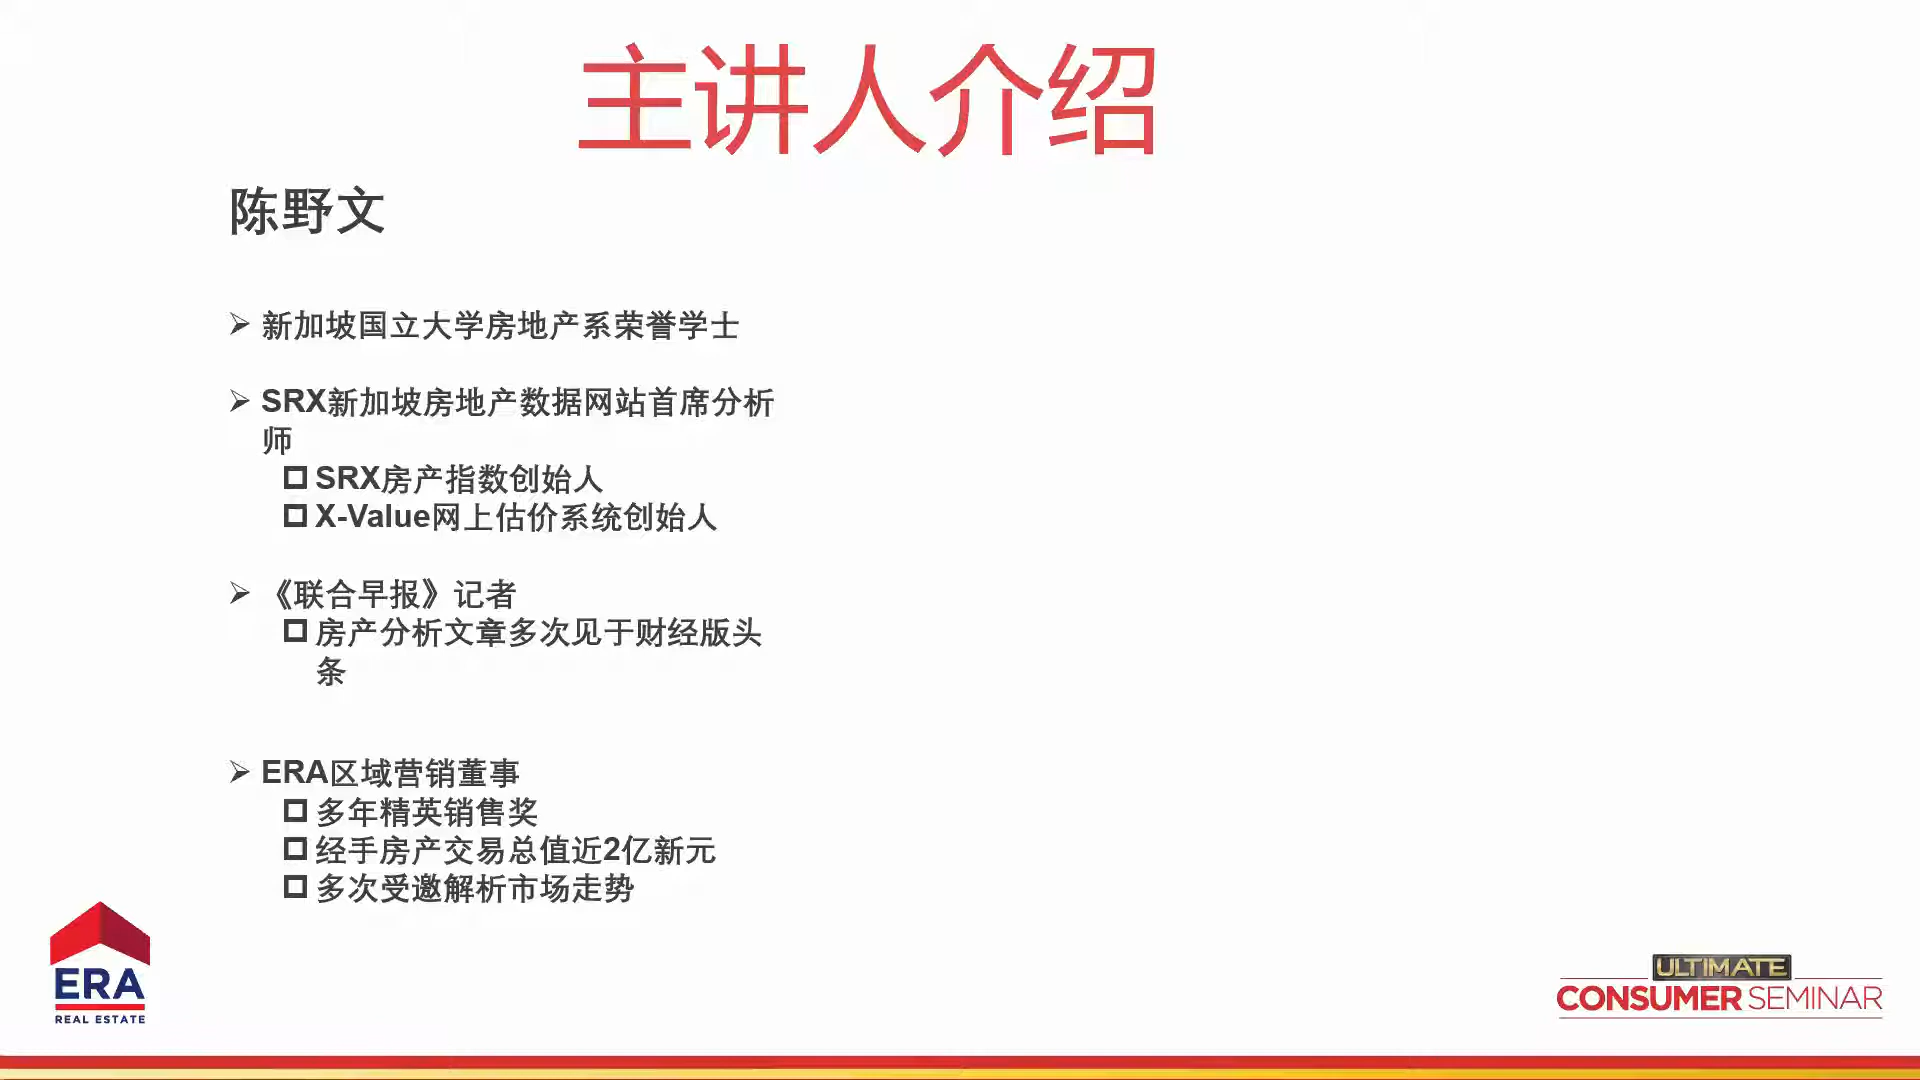 主讲人介绍
陈野文
新加坡国立大学房地产系荣誉学士
SRX新加坡房地产数据网站首席分析
师
SRX房产指数创始人
X-Value网上估价系统创始人
《联合早报》记者
房产分析文章多次见于财经版头
条
ERA区域营销董事
多年精英销售奖
经手房产交易总值近2亿新元
多次受邀解析市场走势
ERA
REAL ESTATE
ULTIMATE
CONSUMER SEMINAR